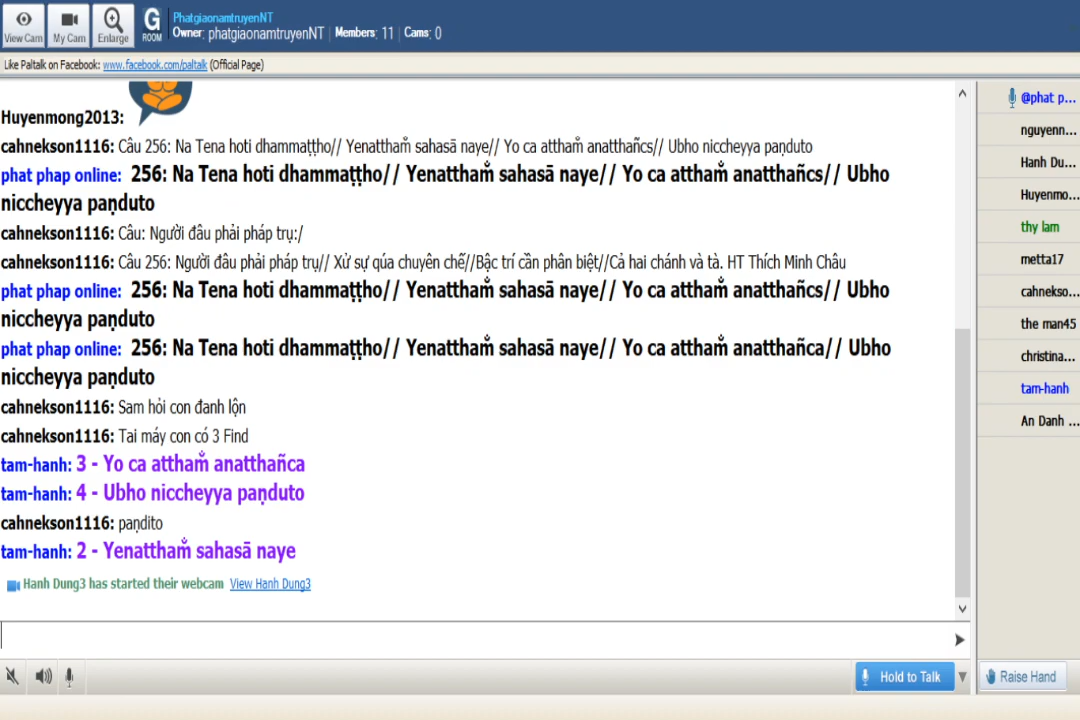 View Cam
My Cam
Enlarge
G
ROOM
PhatgiaonamtruyenNT
Owner: phatgiaonamtruyenNT | Members: 11 | Cams: 0
Like Paltalk on Facebook: www.facebook.com/paltalk (Official Page)
Huyenmong2013:
cahnekson1116: Câu 256: Na Tena hoti dhammaṭṭho// Yenatthaṁ̉ sahasā naye// Yo ca atthaṁ̉ anatthañcs// Ubho niccheyya paṇduto
phat phap online: 256: Na Tena hoti dhammaṭṭho// Yenatthaṁ̉ sahasā naye// Yo ca atthaṁ̉ anatthañcs// Ubho
niccheyya paṇduto
cahnekson1116: Câu: Người đâu phải pháp trụ:/
cahnekson1116: Câu 256: Người đâu phải pháp trụ// Xử sự qúa chuyên chế//Bậc trí cần phân biệt//Cả hai chánh và tà. HT Thích Minh Châu
phat phap online: 256: Na Tena hoti dhammaṭṭho// Yenatthaṁ̉ sahasā naye// Yo ca atthaṁ̉ anatthañcs// Ubho
niccheyya paṇduto
phat phap online: 256: Na Tena hoti dhammaṭṭho// Yenatthaṁ̉ sahasā naye// Yo ca atthaṁ̉ anatthañca// Ubho
niccheyya paṇduto
cahnekson1116: Sam hỏi con đanh lộn
cahnekson1116: Tai máy con có 3 Find
tam-hanh: 3 - Yo ca atthaṁ̉ anatthañca
tam-hanh: 4 - Ubho niccheyya paṇduto
cahnekson1116: paṇdito
tam-hanh: 2 - Yenatthaṁ̉ sahasā naye
Hanh Dung3 has started their webcam View Hanh Dung3
@phat p...
nguyenn...
Hanh Du...
Huyenmo...
thy lam
metta17
cahnekso...
the man45
christina...
tam-hanh
An Danh ...
Hold to Talk
Raise Hand